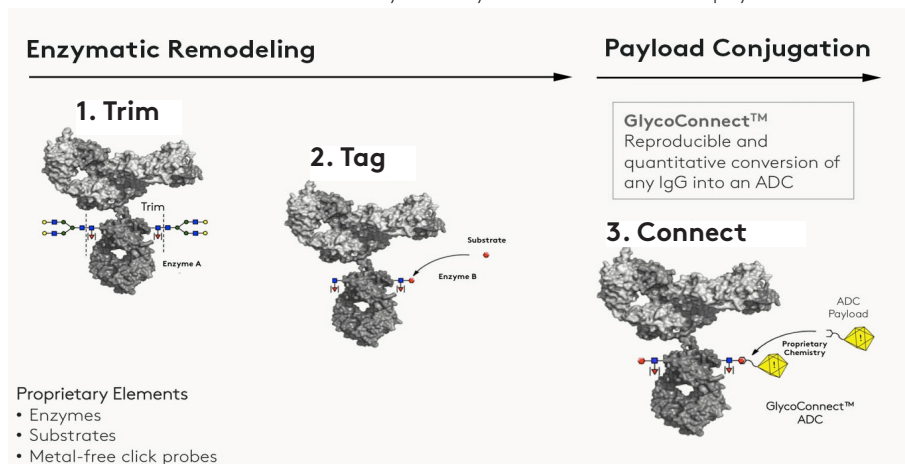 Enzymatic Remodeling
Payload Conjugation
1. Trim
Trim
Enzyme A
2. Tag
Substrate
Enzyme B
GlycoConnect™
Reproducible and
quantitative conversion of
any IgG into an ADC
3. Connect
ADC
Payload
Proprietary
Chemistry
!
!
GlycoConnect™
ADC
Proprietary Elements
• Enzymes
• Substrates
• Metal-free click probes